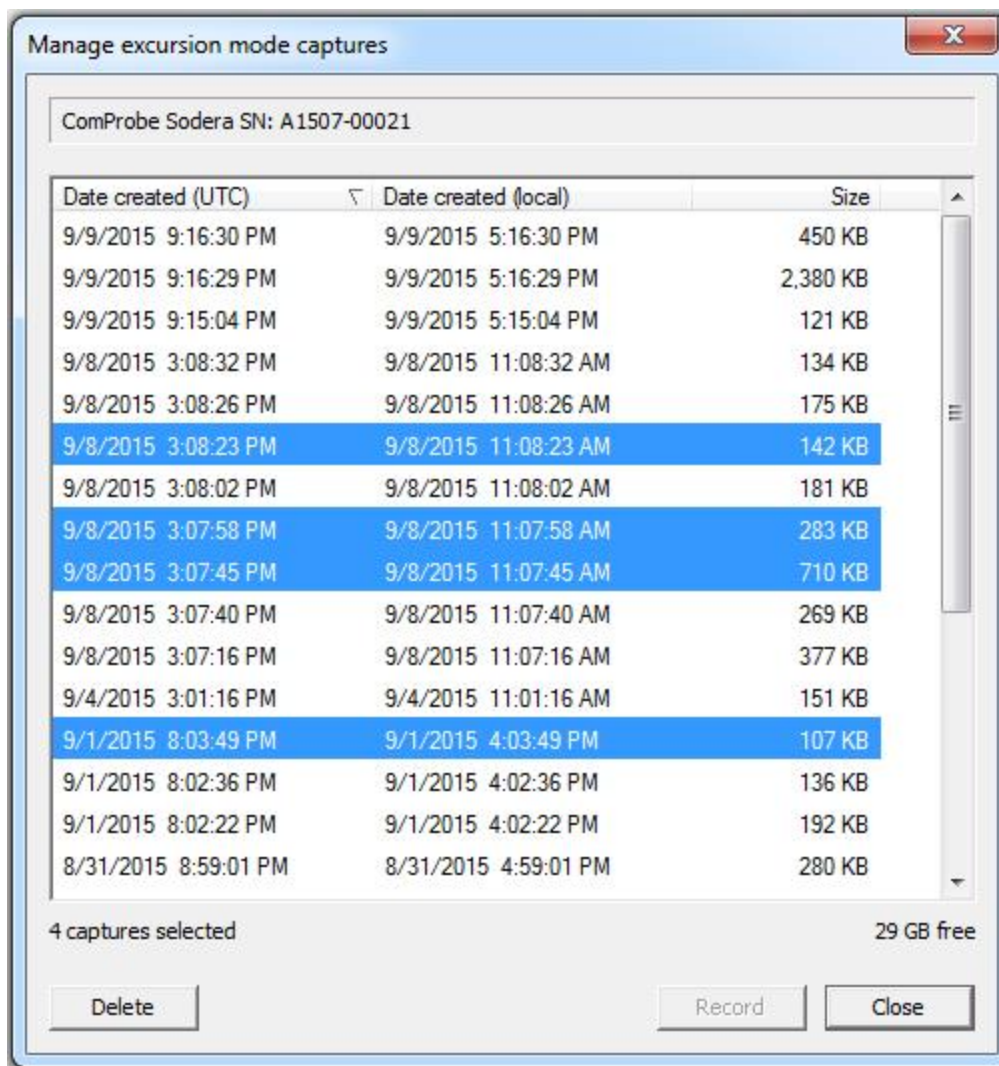 Manage excursion mode captures
ComProbe Sodera SN: A1507-00021
Date created (UTC) Date created (local) Size
9/9/2015 9:16:30 PM 9/9/2015 5:16:30 PM 450 KB
9/9/2015 9:16:29 PM 9/9/2015 5:16:29 PM 2,380 KB
9/9/2015 9:15:04 PM 9/9/2015 5:15:04 PM 121 KB
9/8/2015 3:08:32 PM 9/8/2015 11:08:32 AM 134 KB
9/8/2015 3:08:26 PM 9/8/2015 11:08:26 AM 175 KB
9/8/2015 3:08:23 PM 9/8/2015 11:08:23 AM 142 KB
9/8/2015 3:08:02 PM 9/8/2015 11:08:02 AM 181 KB
9/8/2015 3:07:58 PM 9/8/2015 11:07:58 AM 283 KB
9/8/2015 3:07:45 PM 9/8/2015 11:07:45 AM 710 KB
9/8/2015 3:07:40 PM 9/8/2015 11:07:40 AM 269 KB
9/8/2015 3:07:16 PM 9/8/2015 11:07:16 AM 377 KB
9/4/2015 3:01:16 PM 9/4/2015 11:01:16 AM 151 KB
9/1/2015 8:03:49 PM 9/1/2015 4:03:49 PM 107 KB
9/1/2015 8:02:36 PM 9/1/2015 4:02:36 PM 136 KB
9/1/2015 8:02:22 PM 9/1/2015 4:02:22 PM 192 KB
8/31/2015 8:59:01 PM 8/31/2015 4:59:01 PM 280 KB
4 captures selected 29 GB free
Delete Record Close